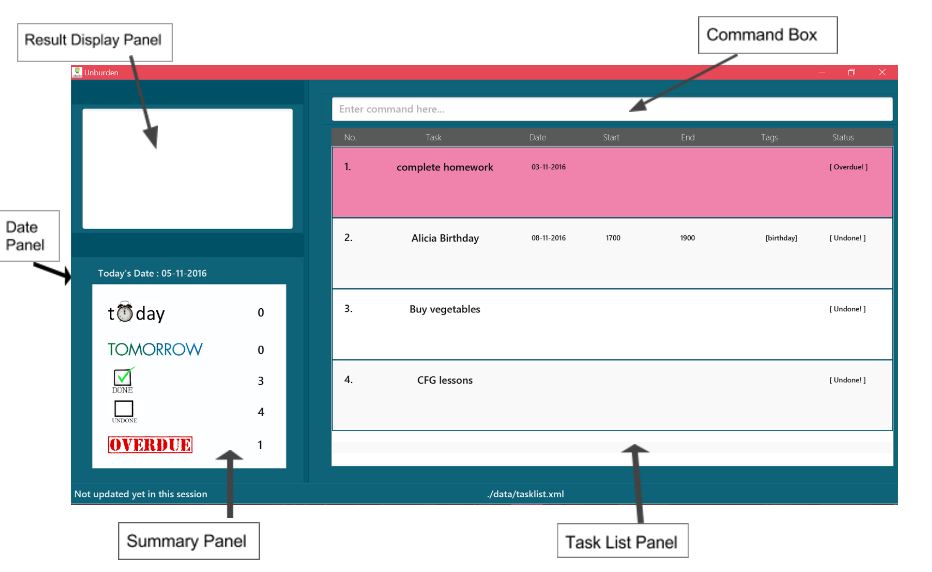 Result Display Panel
Command Box
Unburden
Enter command here...
No. Task Date Start End Tags Status
1. complete homework 03-11-2016 [ Overdue! ]
2. Alicia Birthday 08-11-2016 1700 1900 [birthday] [ Undone! ]
3. Buy vegetables [ Undone! ]
4. CFG lessons [ Undone! ]
Date
Panel
Today's Date : 05-11-2016
today 0
TOMORROW 0
DONE 3
UNDONE 4
OVERDUE 1
Not updated yet in this session ./data/tasklist.xml
Summary Panel
Task List Panel